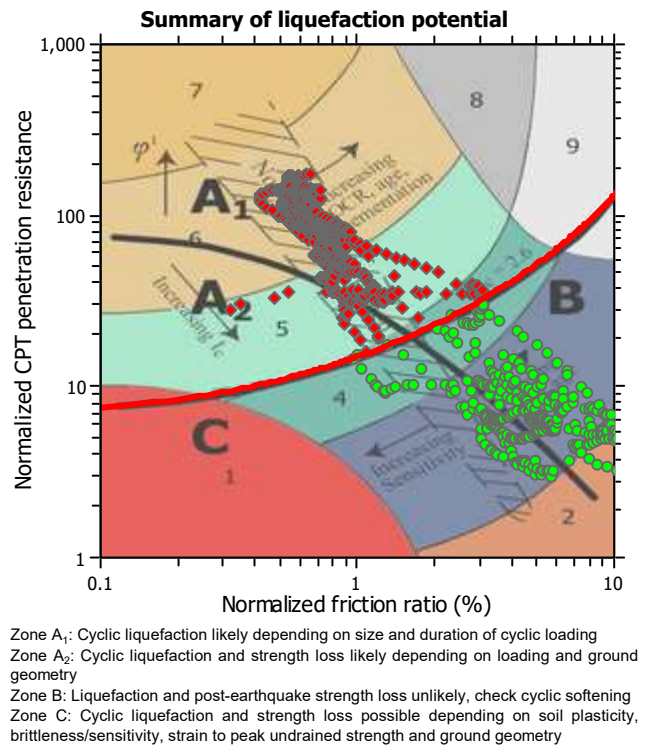 Summary of liquefaction potential
1,000
7
8
9
φ'
Increasing
OCR, age,
cementation
A1
100
6
A2
= 2.6
B
Increasing Ic
5
10
4
C
Increasing
Sensitivity
1
2
1
0.1
1
10
Normalized CPT penetration resistance
Normalized friction ratio (%)
Zone A1: Cyclic liquefaction likely depending on size and duration of cyclic loading
Zone A2: Cyclic liquefaction and strength loss likely depending on loading and ground
geometry
Zone B: Liquefaction and post-earthquake strength loss unlikely, check cyclic softening
Zone C: Cyclic liquefaction and strength loss possible depending on soil plasticity,
brittleness/sensitivity, strain to peak undrained strength and ground geometry